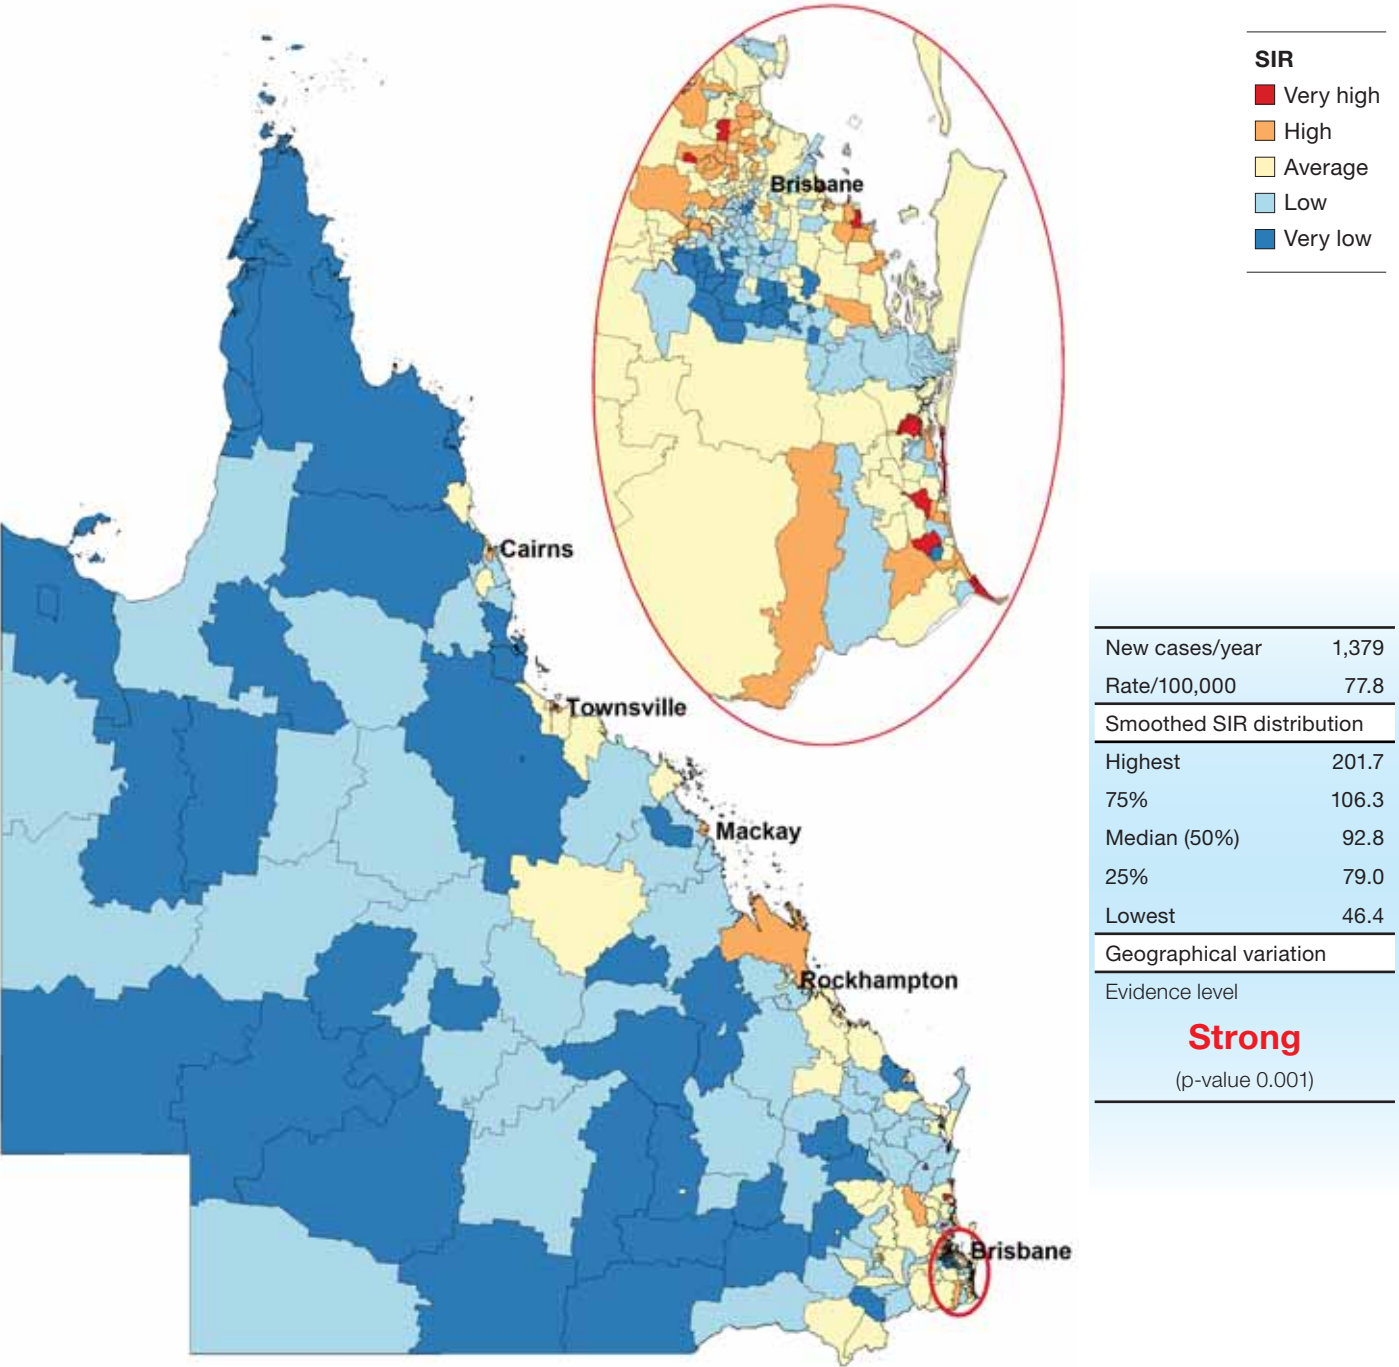 SIR
Very high
High
Average
Low
Very low
Brisbane
Cairns
Townsville
Mackay
Rockhampton
Brisbane
New cases/year 1,379
Rate/100,000 77.8
Smoothed SIR distribution
Highest 201.7
75% 106.3
Median (50%) 92.8
25% 79.0
Lowest 46.4
Geographical variation
Evidence level
Strong
(p-value 0.001)